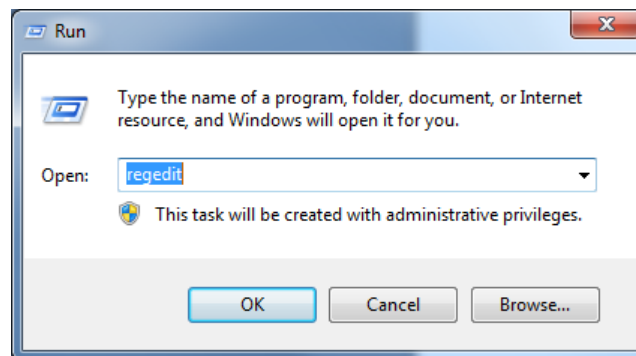 Run
Type the name of a program, folder, document, or Internet
resource, and Windows will open it for you.
Open: regedit
This task will be created with administrative privileges.
OK Cancel Browse...